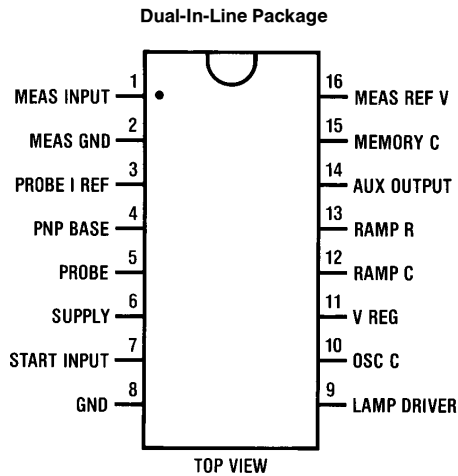 Dual-In-Line Package
MEAS INPUT 1 16 MEAS REF V
MEAS GND 2 15 MEMORY C
PROBE I REF 3 14 AUX OUTPUT
PNP BASE 4 13 RAMP R
PROBE 5 12 RAMP C
SUPPLY 6 11 V REG
START INPUT 7 10 OSC C
GND 8 9 LAMP DRIVER
TOP VIEW